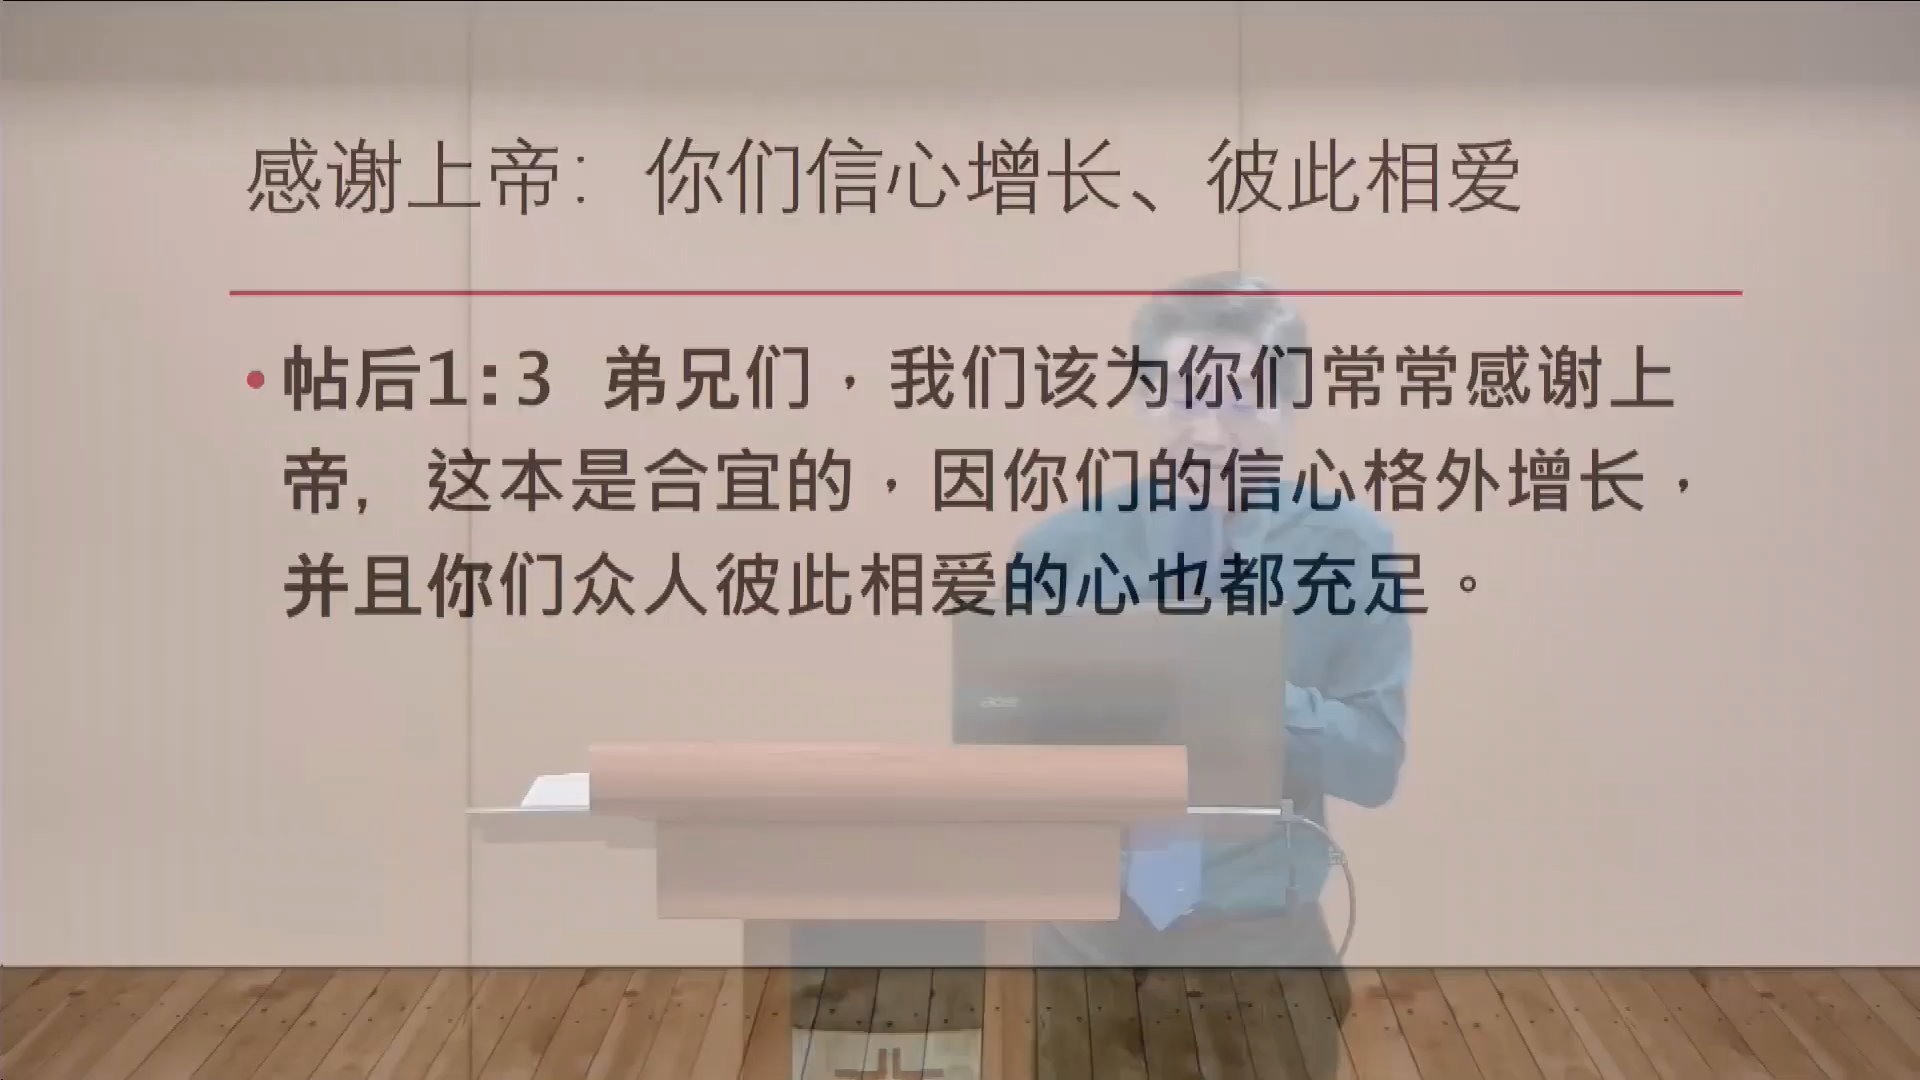 感谢上帝：你们信心增长、彼此相爱
• 帖后1:3 弟兄们，我们该为你们常常感谢上
帝，这本是合宜的，因你们的信心格外增长，
并且你们众人彼此相爱的心也都充足。
acer